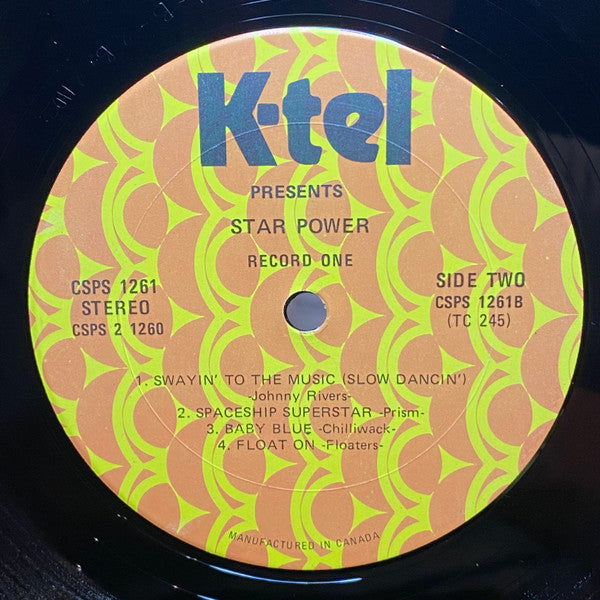 K-tel
PRESENTS
STAR POWER
RECORD ONE
CSPS 1261
STEREO
CSPS 2 1260
SIDE TWO
CSPS 1261B
(TC 245)
1. SWAYIN' TO THE MUSIC (SLOW DANCIN')
-Johnny Rivers-
2. SPACESHIP SUPERSTAR -Prism-
3. BABY BLUE -Chilliwack-
4. FLOAT ON -Floaters-
MANUFACTURED IN CANADA